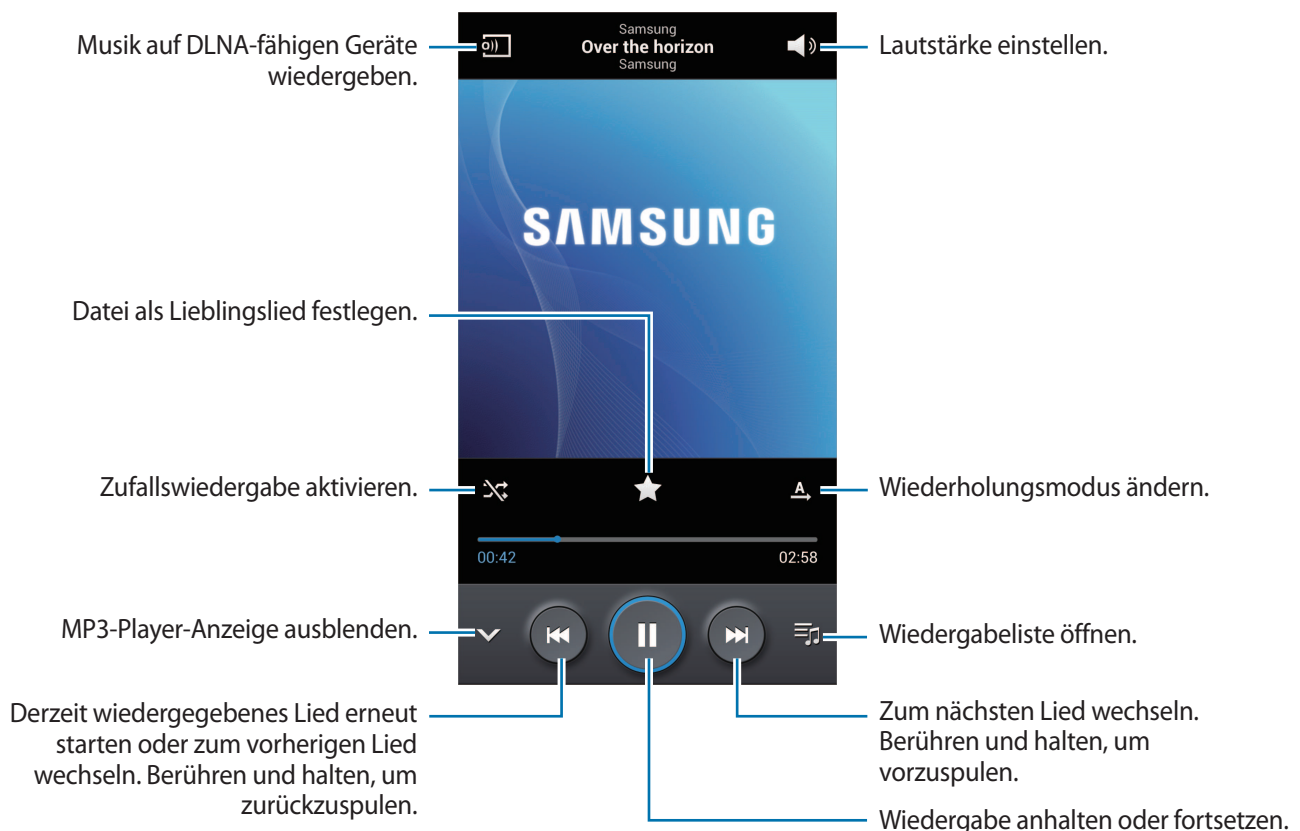 Musik auf DLNA-fähigen Geräte
wiedergeben.
Samsung
Over the horizon
Samsung
Lautstärke einstellen.
SAMSUNG
Datei als Lieblingslied festlegen.
Zufallswiedergabe aktivieren.
A
Wiederholungsmodus ändern.
00:42
02:58
MP3-Player-Anzeige ausblenden.
Wiedergabeliste öffnen.
Derzeit wiedergegebenes Lied erneut
starten oder zum vorherigen Lied
wechseln. Berühren und halten, um
zurückzuspulen.
Zum nächsten Lied wechseln.
Berühren und halten, um
vorzuspulen.
Wiedergabe anhalten oder fortsetzen.